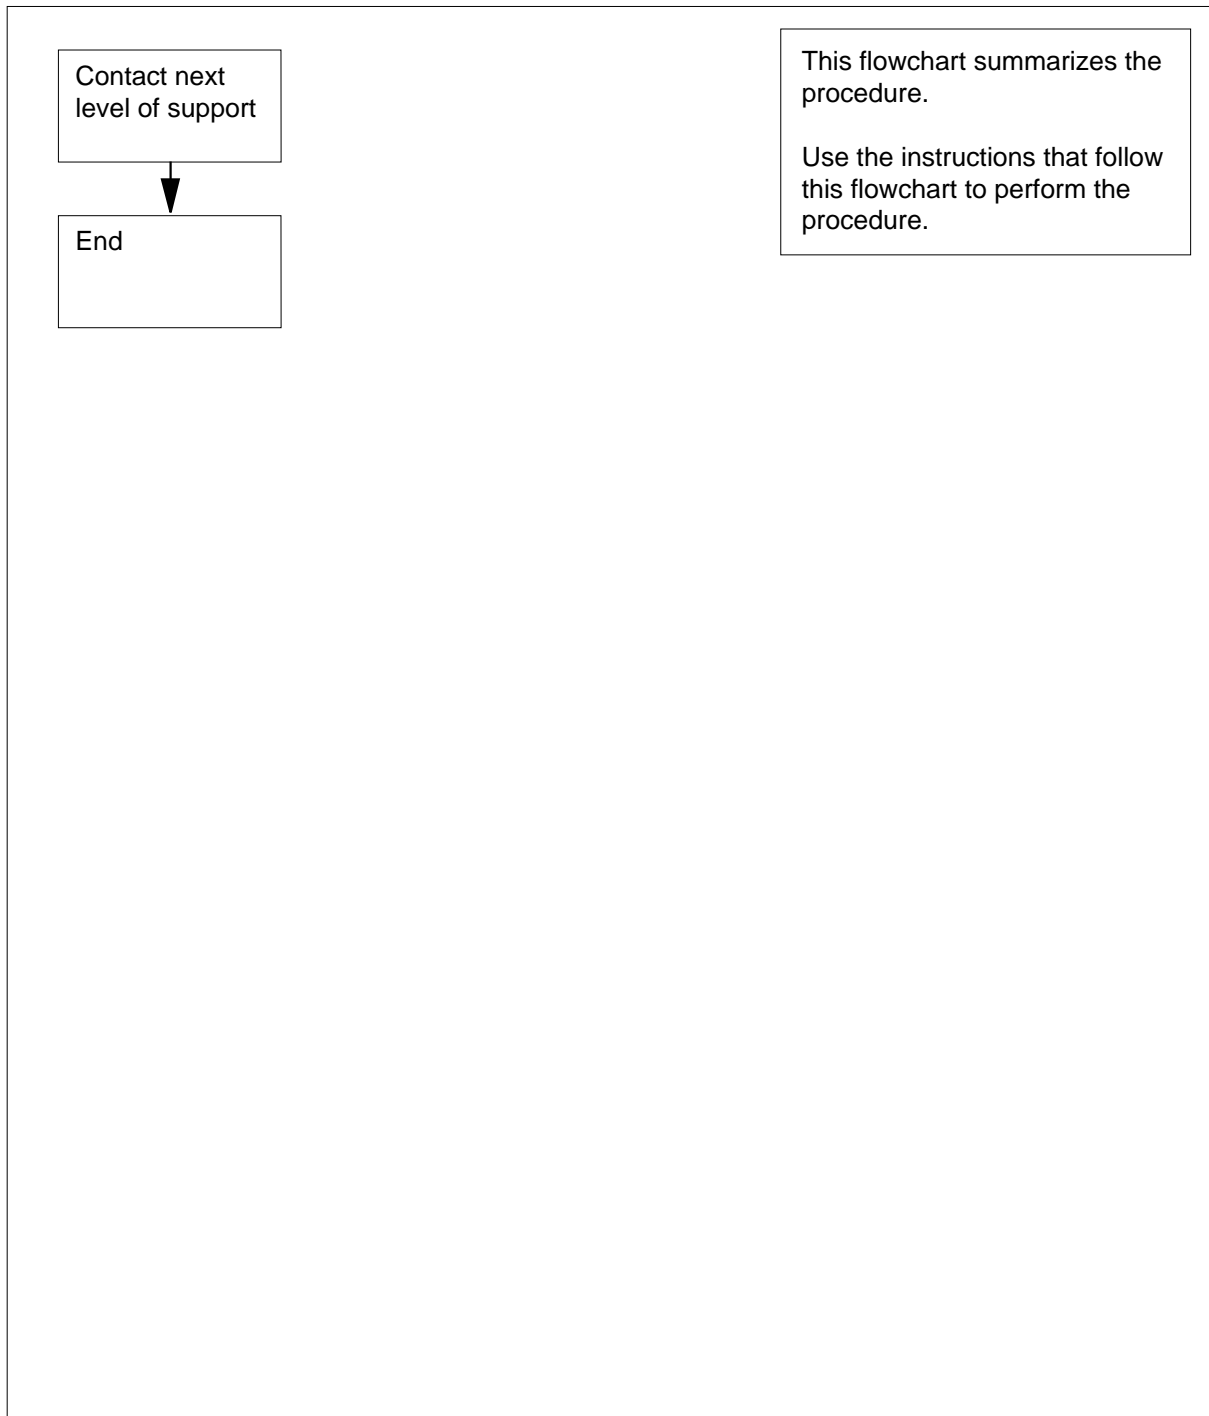 Contact next
level of support
End
This flowchart summarizes the
procedure.
Use the instructions that follow
this flowchart to perform the
procedure.